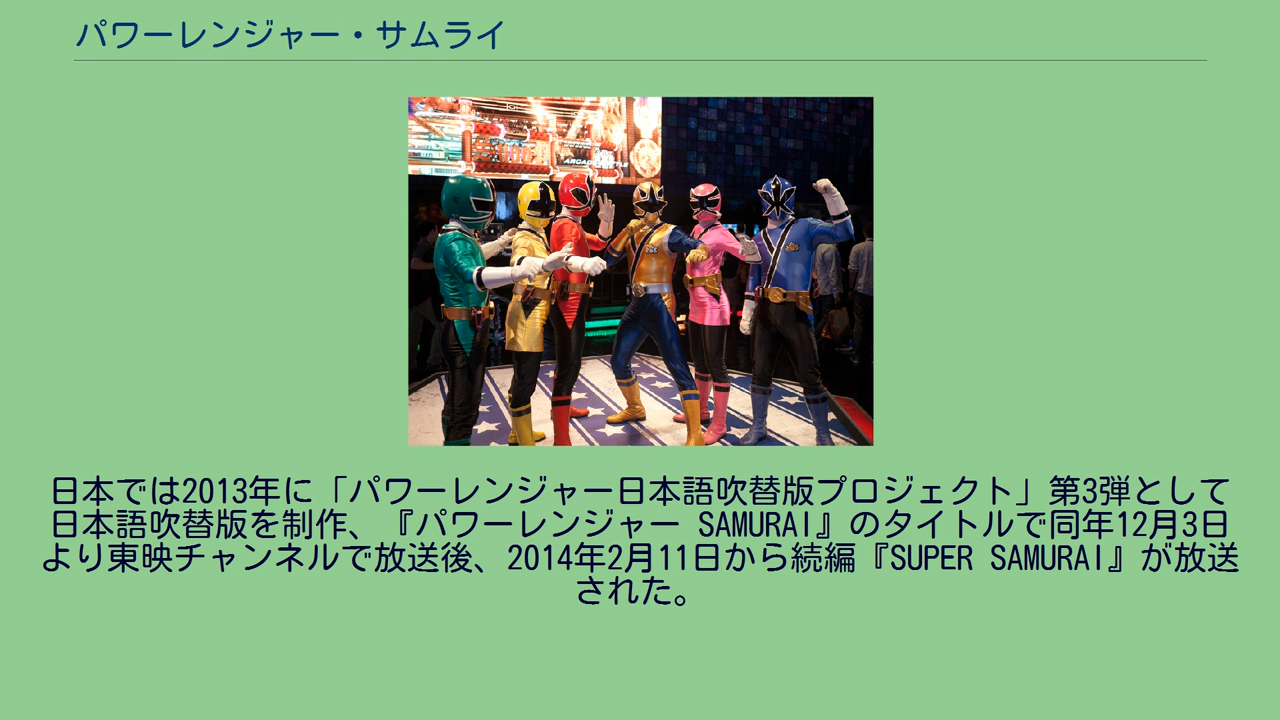 パワーレンジャー・サムライ
日本では2013年に「パワーレンジャー日本語吹替版プロジェクト」第3弾として
日本語吹替版を制作、『パワーレンジャー SAMURAI』のタイトルで同年12月3日
より東映チャンネルで放送後、2014年2月11日から続編『SUPER SAMURAI』が放送
された。